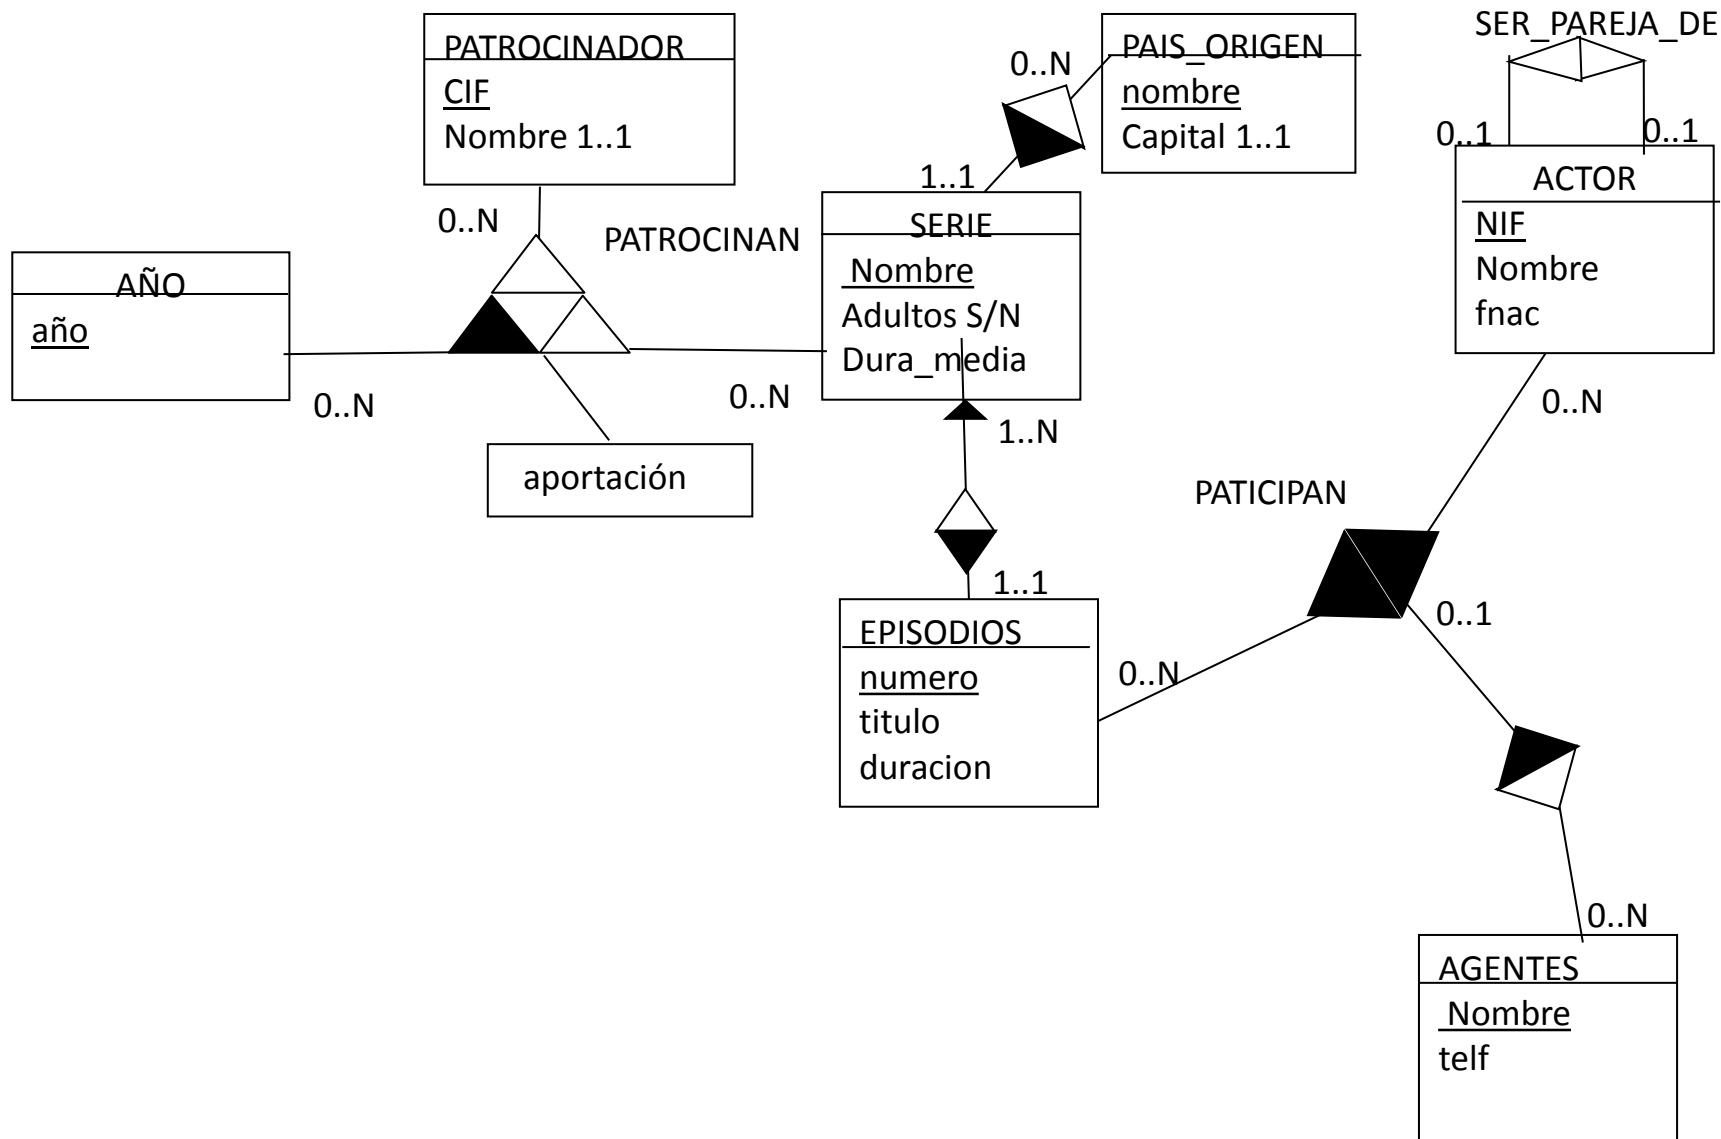 PATROCINADOR
CIF
Nombre 1..1
0..N
PATROCINAN
AÑO
año
0..N
0..N
aportación
PAIS_ORIGEN
nombre
Capital 1..1
0..N
1..1
SERIE
Nombre
Adultos S/N
Dura_media
1..N
1..1
EPISODIOS
numero
titulo
duracion
0..N
SER_PAREJA_DE
0..1
0..1
ACTOR
NIF
Nombre
fnac
0..N
PATICIPAN
0..1
0..N
AGENTES
Nombre
telf